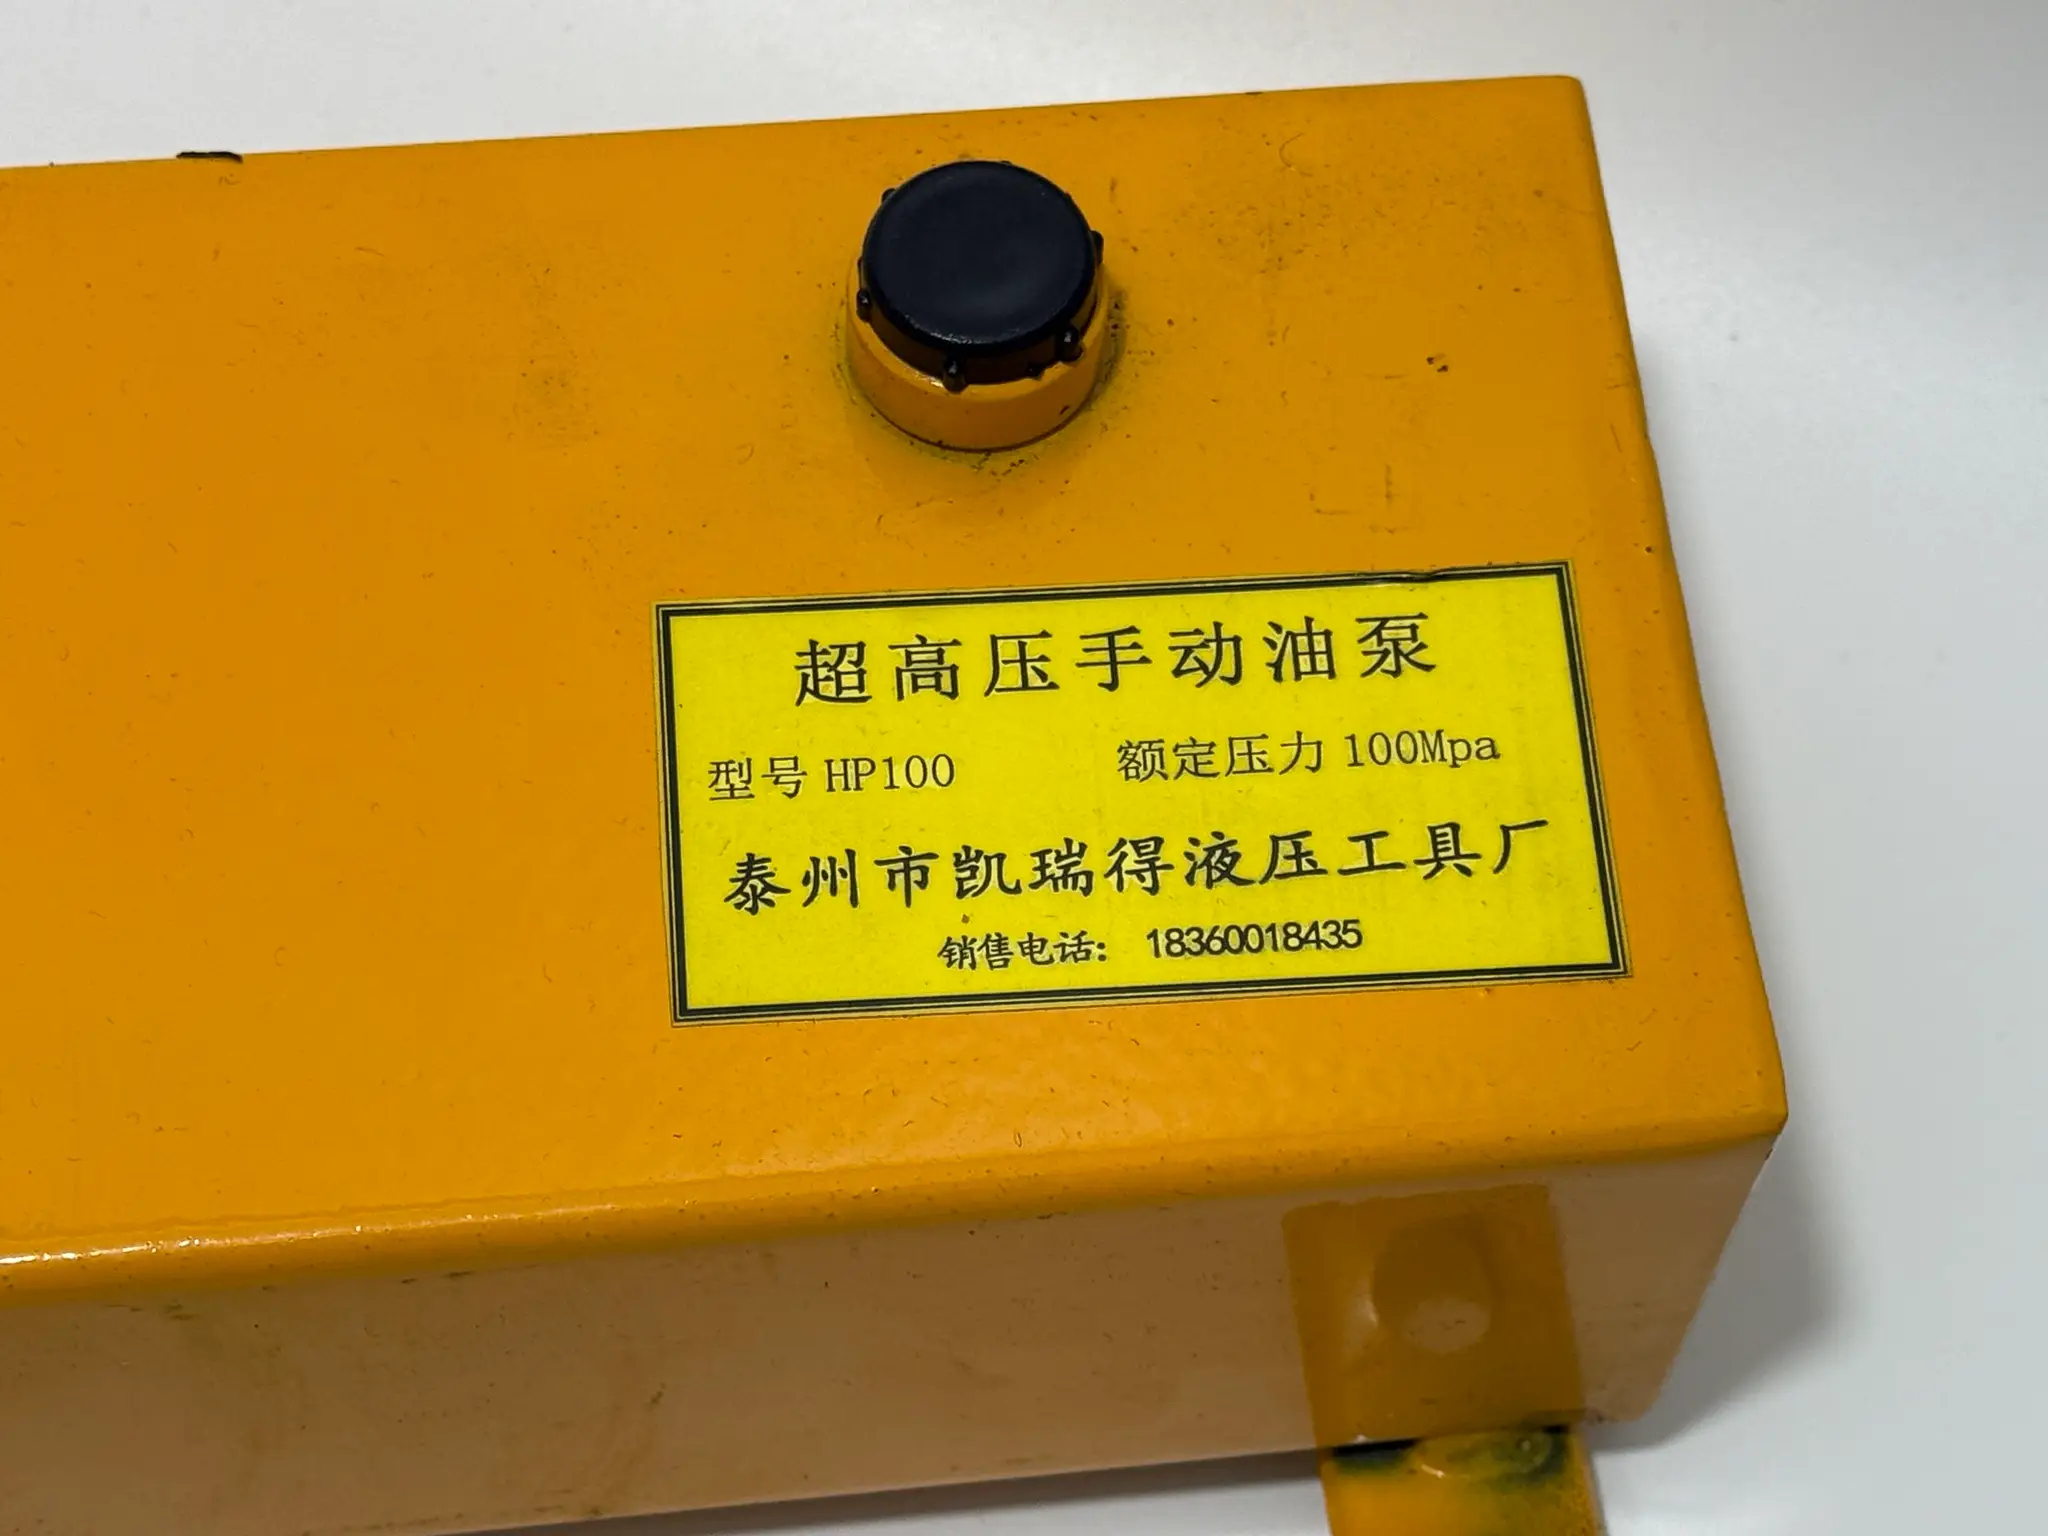 超高压手动油泵
型号 HP100 额定压力 100Mpa
泰州市凯瑞得液压工具厂
销售电话: 18360018435